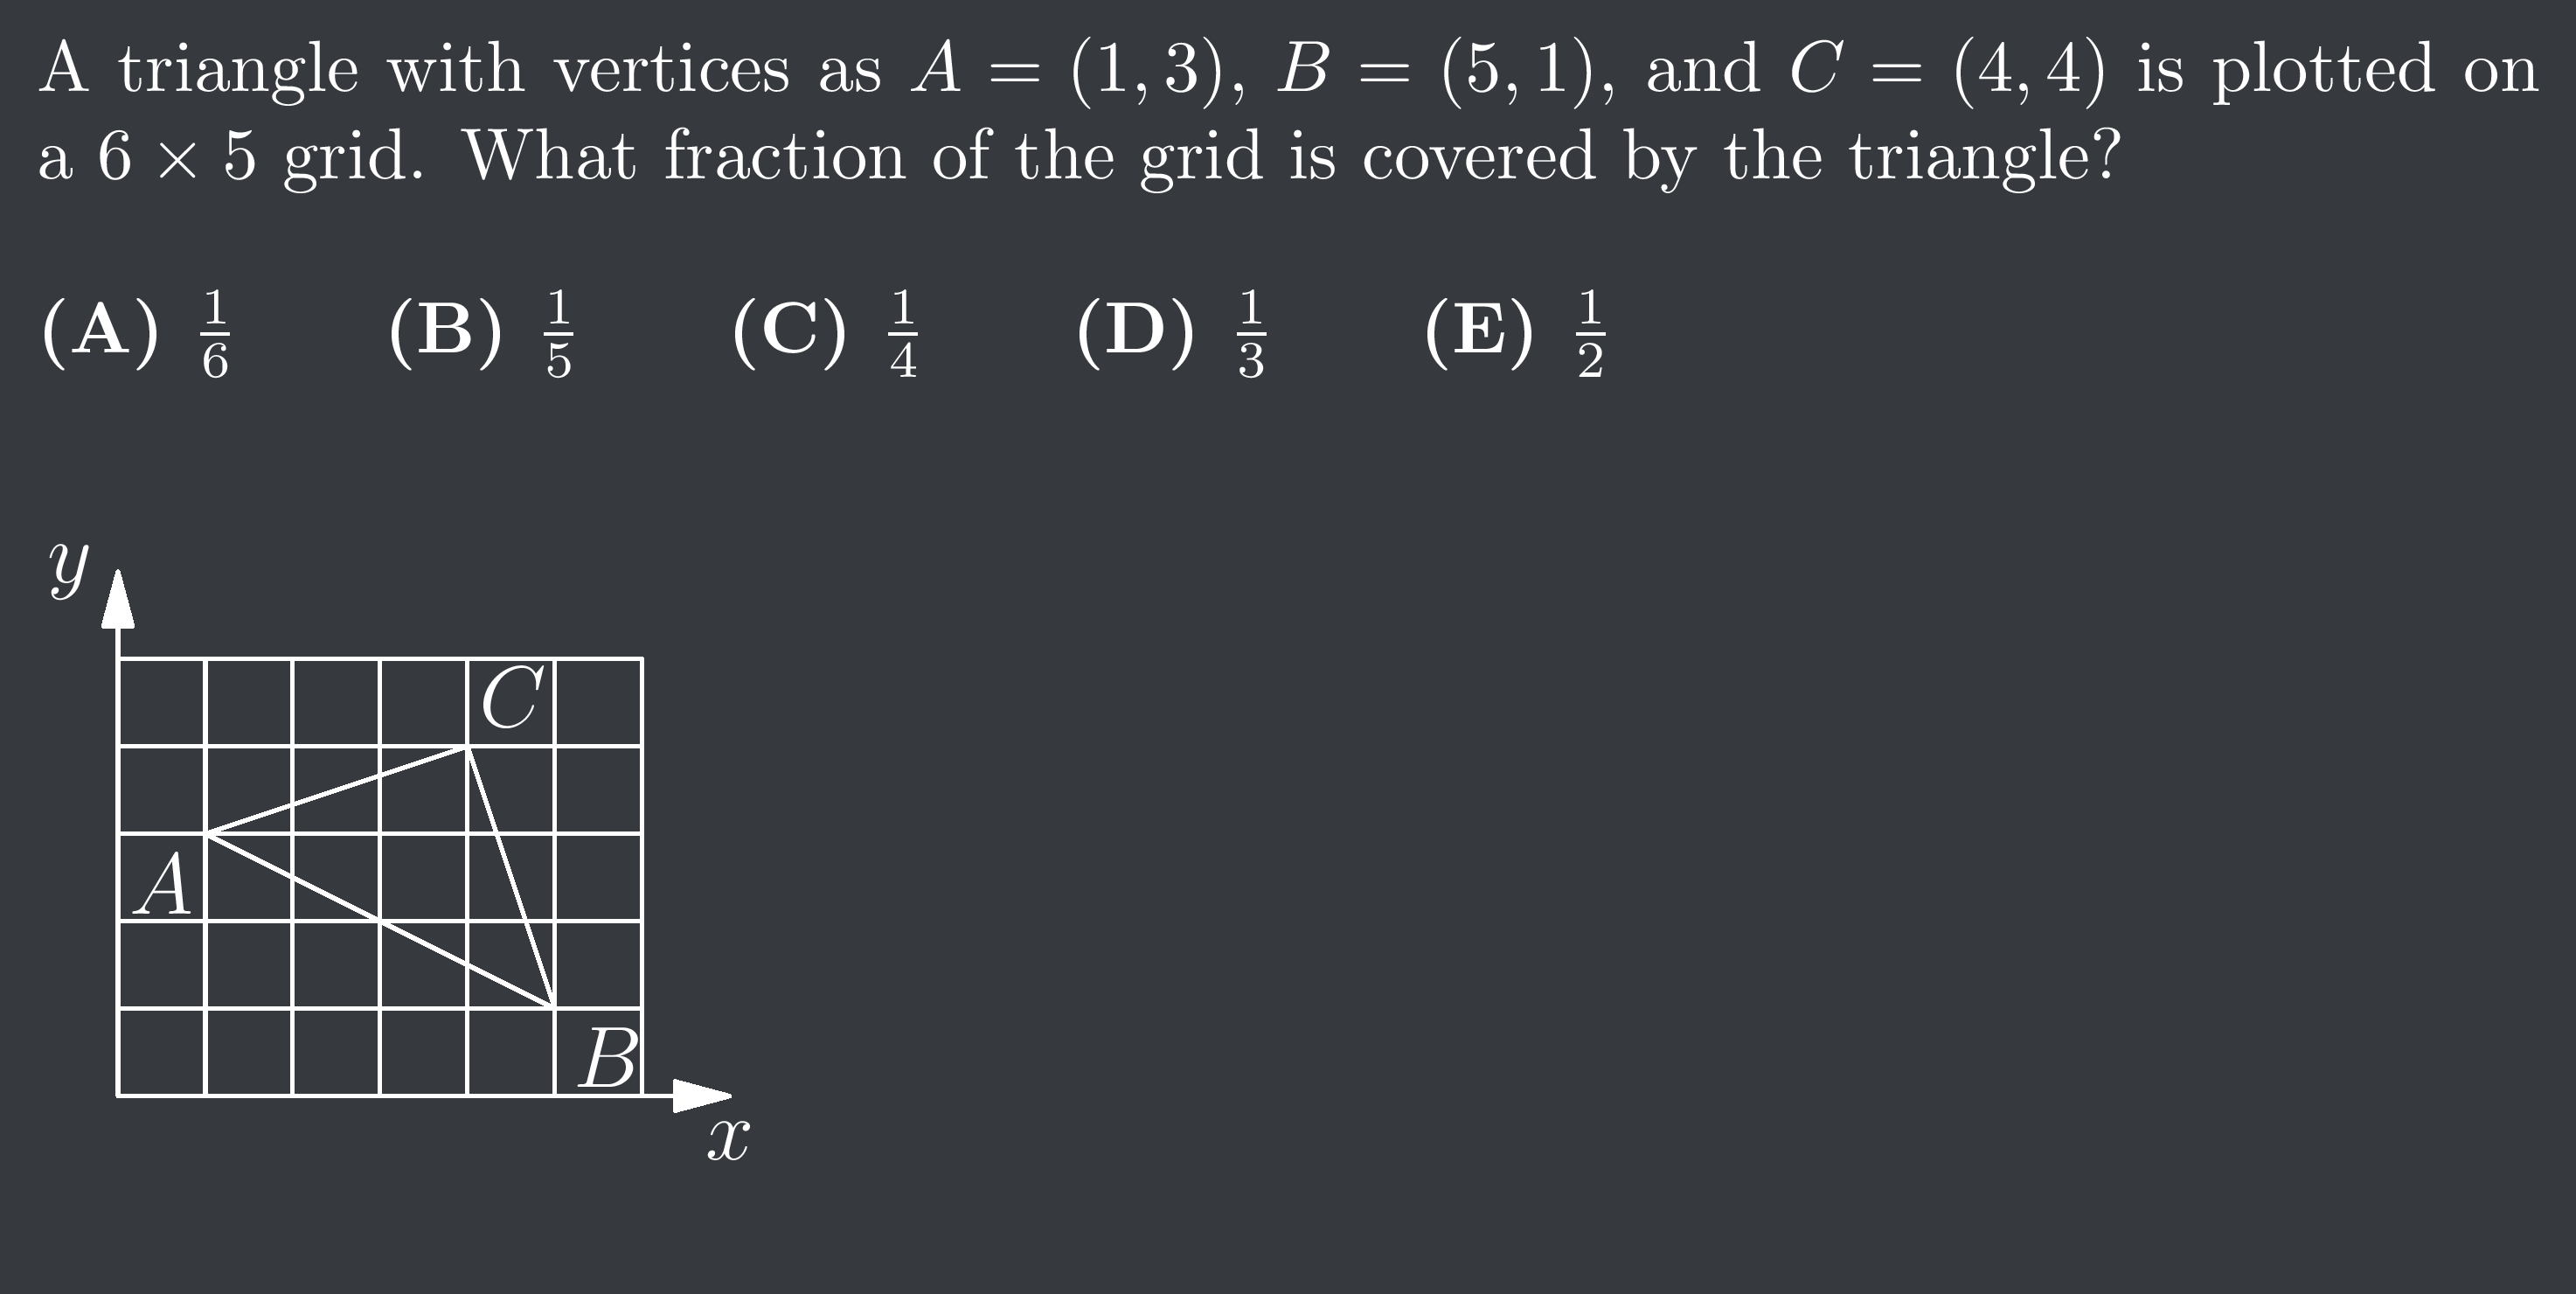 A triangle with vertices as A = (1, 3), B = (5, 1), and C = (4, 4) is plotted on
a 6 × 5 grid. What fraction of the grid is covered by the triangle?
(A) 1/6 (B) 1/5 (C) 1/4 (D) 1/3 (E) 1/2
y
C
A
B
x